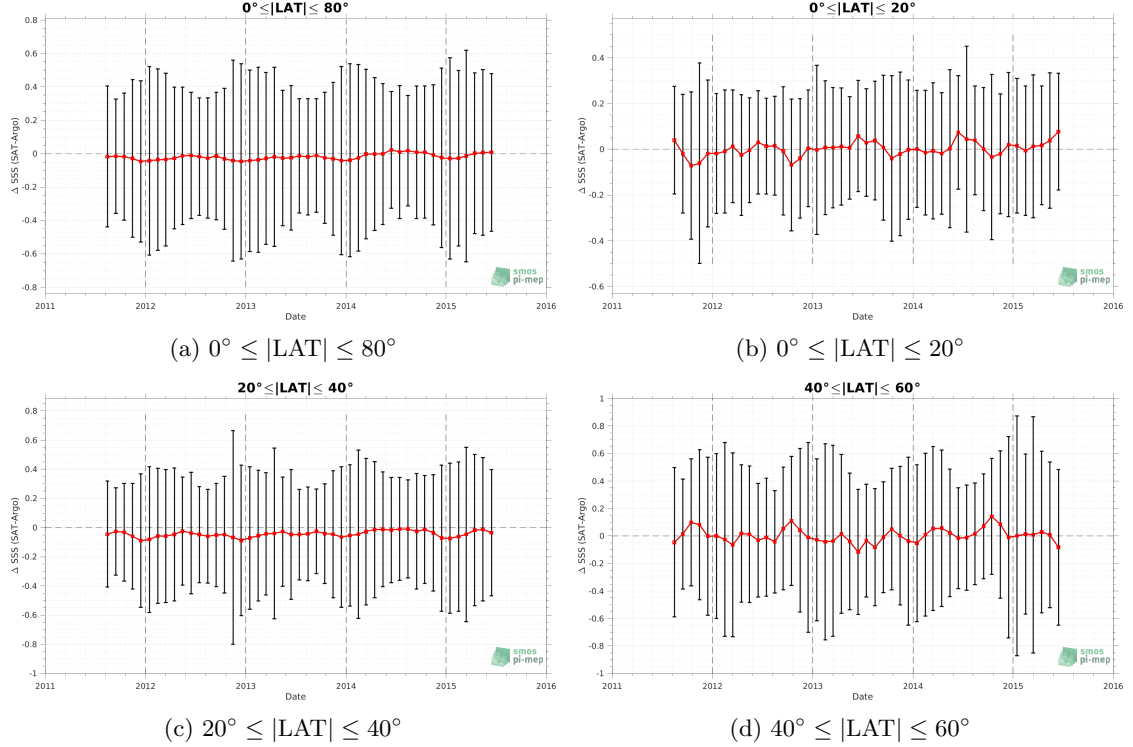 0°≤|LAT|≤ 80°
0.8
0.6
0.4
0.2
0
-0.2
-0.4
-0.6
-0.8
Δ SSS (SAT-Argo)
2011 2012 2013 2014 2015 2016
Date
smos
pi-mep
(a) 0° ≤ |LAT| ≤ 80°
0°≤|LAT|≤ 20°
0.4
0.2
0
-0.2
-0.4
-0.6
Δ SSS (SAT-Argo)
2011 2012 2013 2014 2015 2016
Date
smos
pi-mep
(b) 0° ≤ |LAT| ≤ 20°
20°≤|LAT|≤ 40°
0.8
0.6
0.4
0.2
0
-0.2
-0.4
-0.6
-0.8
-1
Δ SSS (SAT-Argo)
2011 2012 2013 2014 2015 2016
Date
smos
pi-mep
(c) 20° ≤ |LAT| ≤ 40°
40°≤|LAT|≤ 60°
1
0.8
0.6
0.4
0.2
0
-0.2
-0.4
-0.6
-0.8
-1
Δ SSS (SAT-Argo)
2011 2012 2013 2014 2015 2016
Date
smos
pi-mep
(d) 40° ≤ |LAT| ≤ 60°